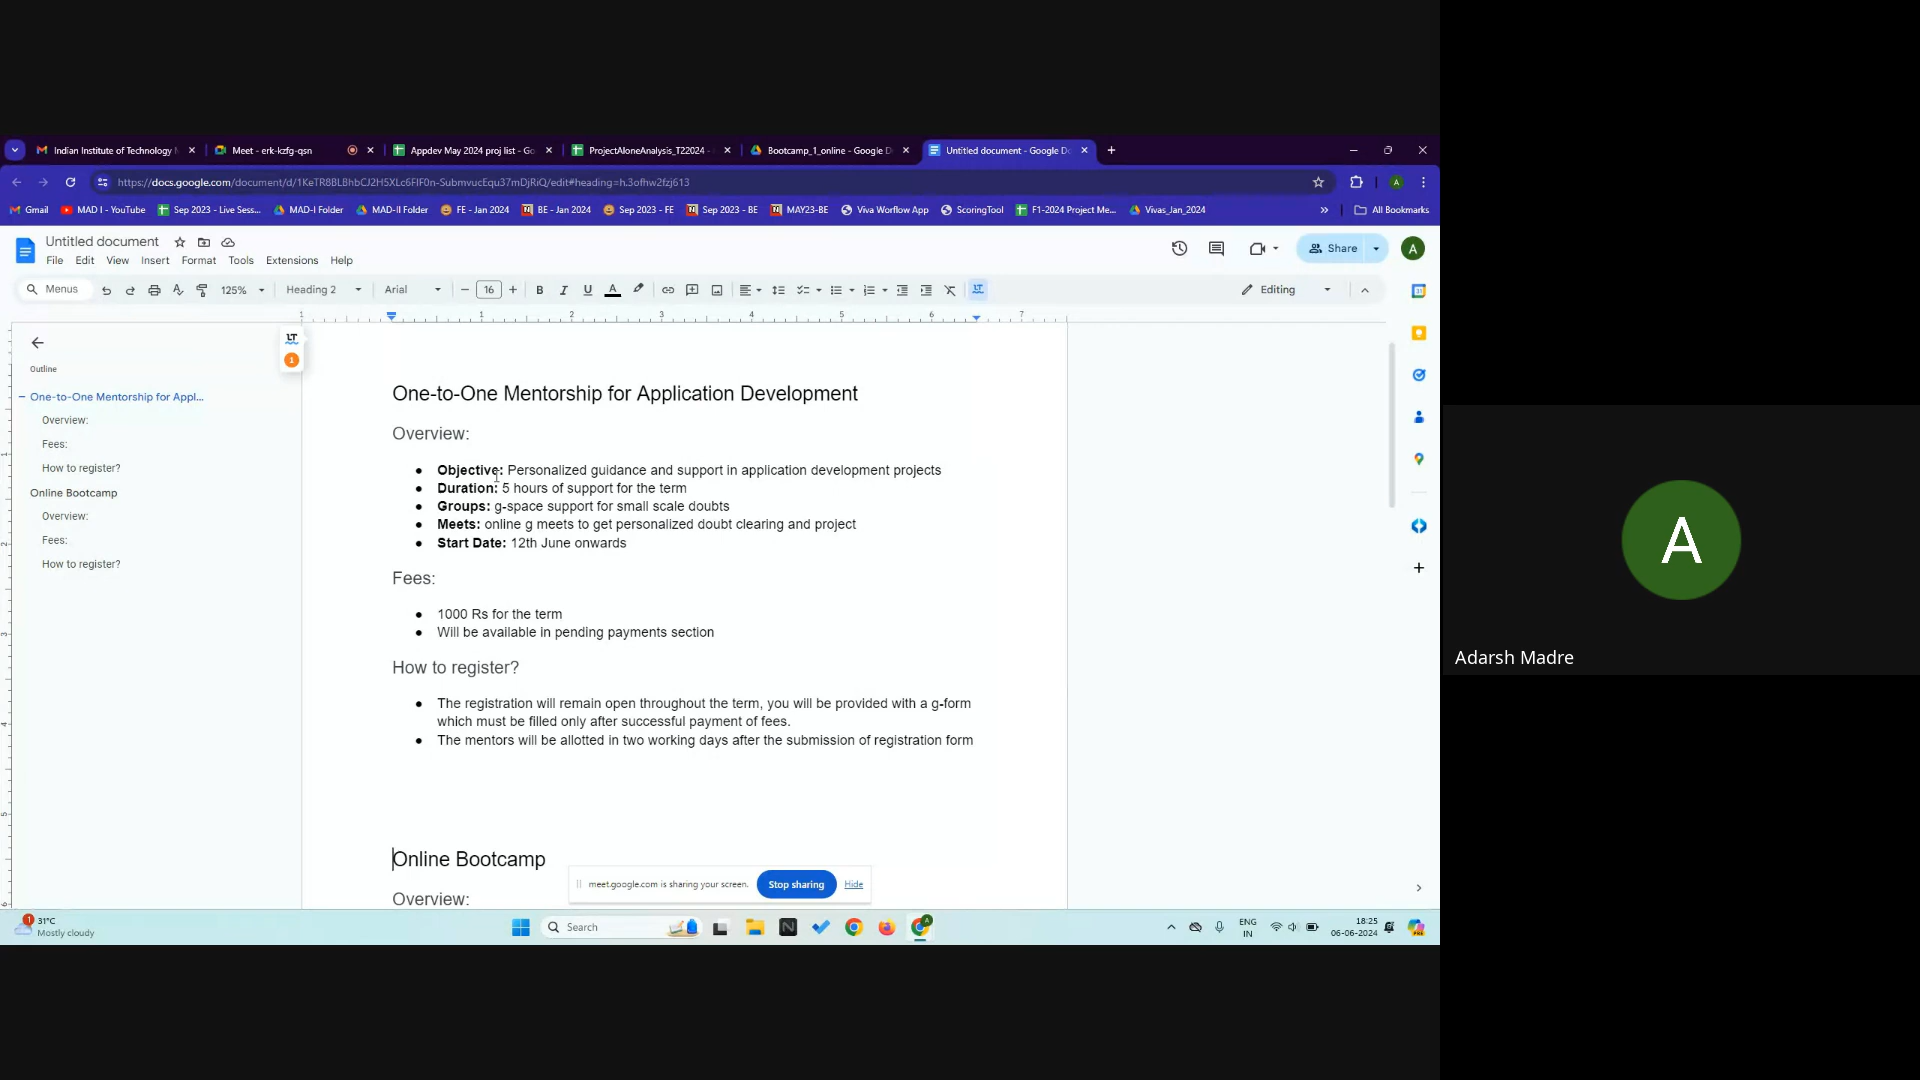 Indian Institute of Technology
Meet - erk-kzfg-qsn
Appdev May 2024 proj list - Go
ProjectAloneAnalysis_T22024 -
Bootcamp_1_online - Google D
Untitled document - Google Do
https://docs.google.com/document/d/1KeTR8BLBhbCJ2H5XLc6FIF0n-SubmvucEqu37mDjRiQ/edit#heading=h.3ofhw2fzj613
Gmail
MAD I - YouTube
Sep 2023 - Live Sess...
MAD-I Folder
MAD-II Folder
FE - Jan 2024
BE - Jan 2024
Sep 2023 - FE
Sep 2023 - BE
MAY23-BE
Viva Worflow App
ScoringTool
F1-2024 Project Me...
Vivas_Jan_2024
All Bookmarks
Untitled document
File Edit View Insert Format Tools Extensions Help
Share
A
Menus
125%
Heading 2
Arial
16
Editing
1 1 2 3 4 5 6 7
Outline
One-to-One Mentorship for Appl...
Overview:
Fees:
How to register?
Online Bootcamp
Overview:
Fees:
How to register?
LT
1
One-to-One Mentorship for Application Development
Overview:
● Objective: Personalized guidance and support in application development projects
● Duration: 5 hours of support for the term
● Groups: g-space support for small scale doubts
● Meets: online g meets to get personalized doubt clearing and project
● Start Date: 12th June onwards
Fees:
● 1000 Rs for the term
● Will be available in pending payments section
How to register?
● The registration will remain open throughout the term, you will be provided with a g-form
which must be filled only after successful payment of fees.
● The mentors will be allotted in two working days after the submission of registration form
Online Bootcamp
Overview:
meet.google.com is sharing your screen.
Stop sharing
Hide
31°C
Mostly cloudy
Search
ENG
IN
18:25
06-06-2024
A
Adarsh Madre